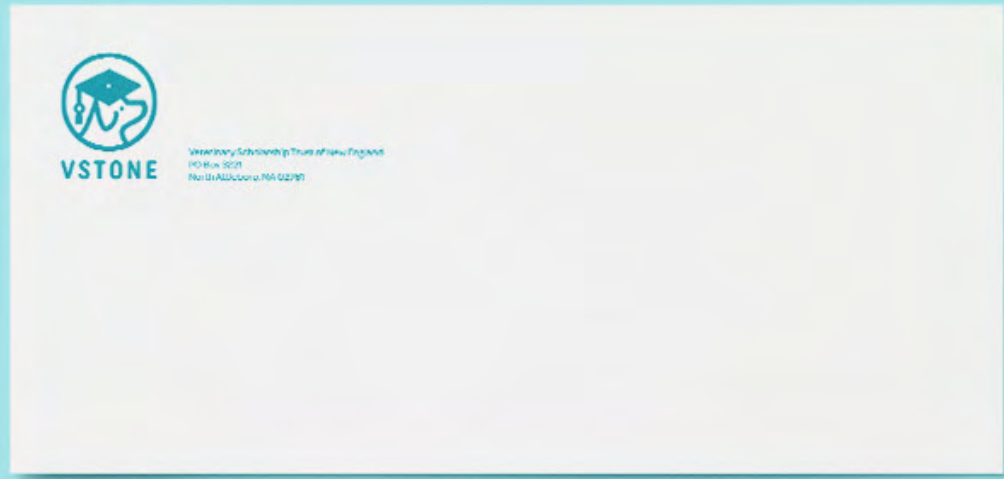 VSTONE
Veterinary Scholarship Trust of New England
PO Box 3221
North Attleboro, MA 02761